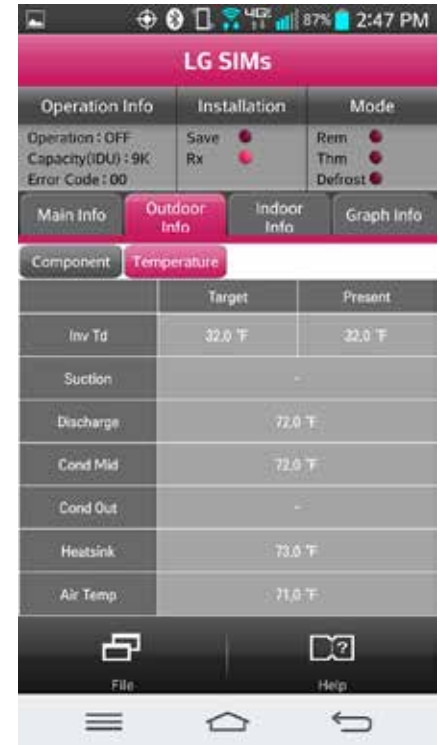 4G 87% 2:47 PM
LG SIMs
Operation Info Installation Mode
Operation : OFF Save Rem
Capacity(IDU) : 9K Rx Thm
Error Code : 00 Defrost
Main Info Outdoor Info Indoor Info Graph Info
Component Temperature
Target Present
Inv Td 32.0 ℉ 32.0 ℉
Suction -
Discharge 72.0 ℉
Cond Mid 72.0 ℉
Cond Out -
Heatsink 73.0 ℉
Air Temp 71.0 ℉
File Help